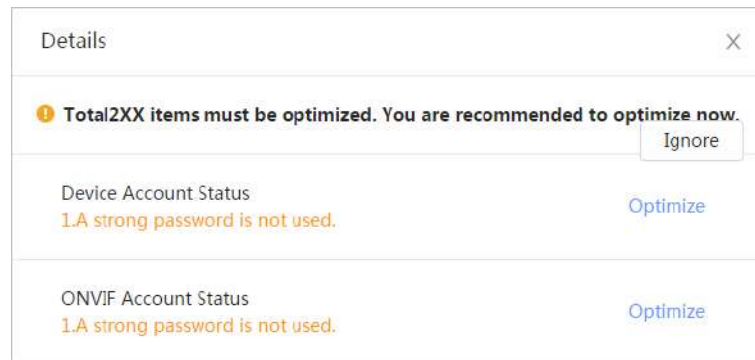 Details
Total2XX items must be optimized. You are recommended to optimize now.
Ignore
Device Account Status
Optimize
1.A strong password is not used.
ONVIF Account Status
Optimize
1.A strong password is not used.